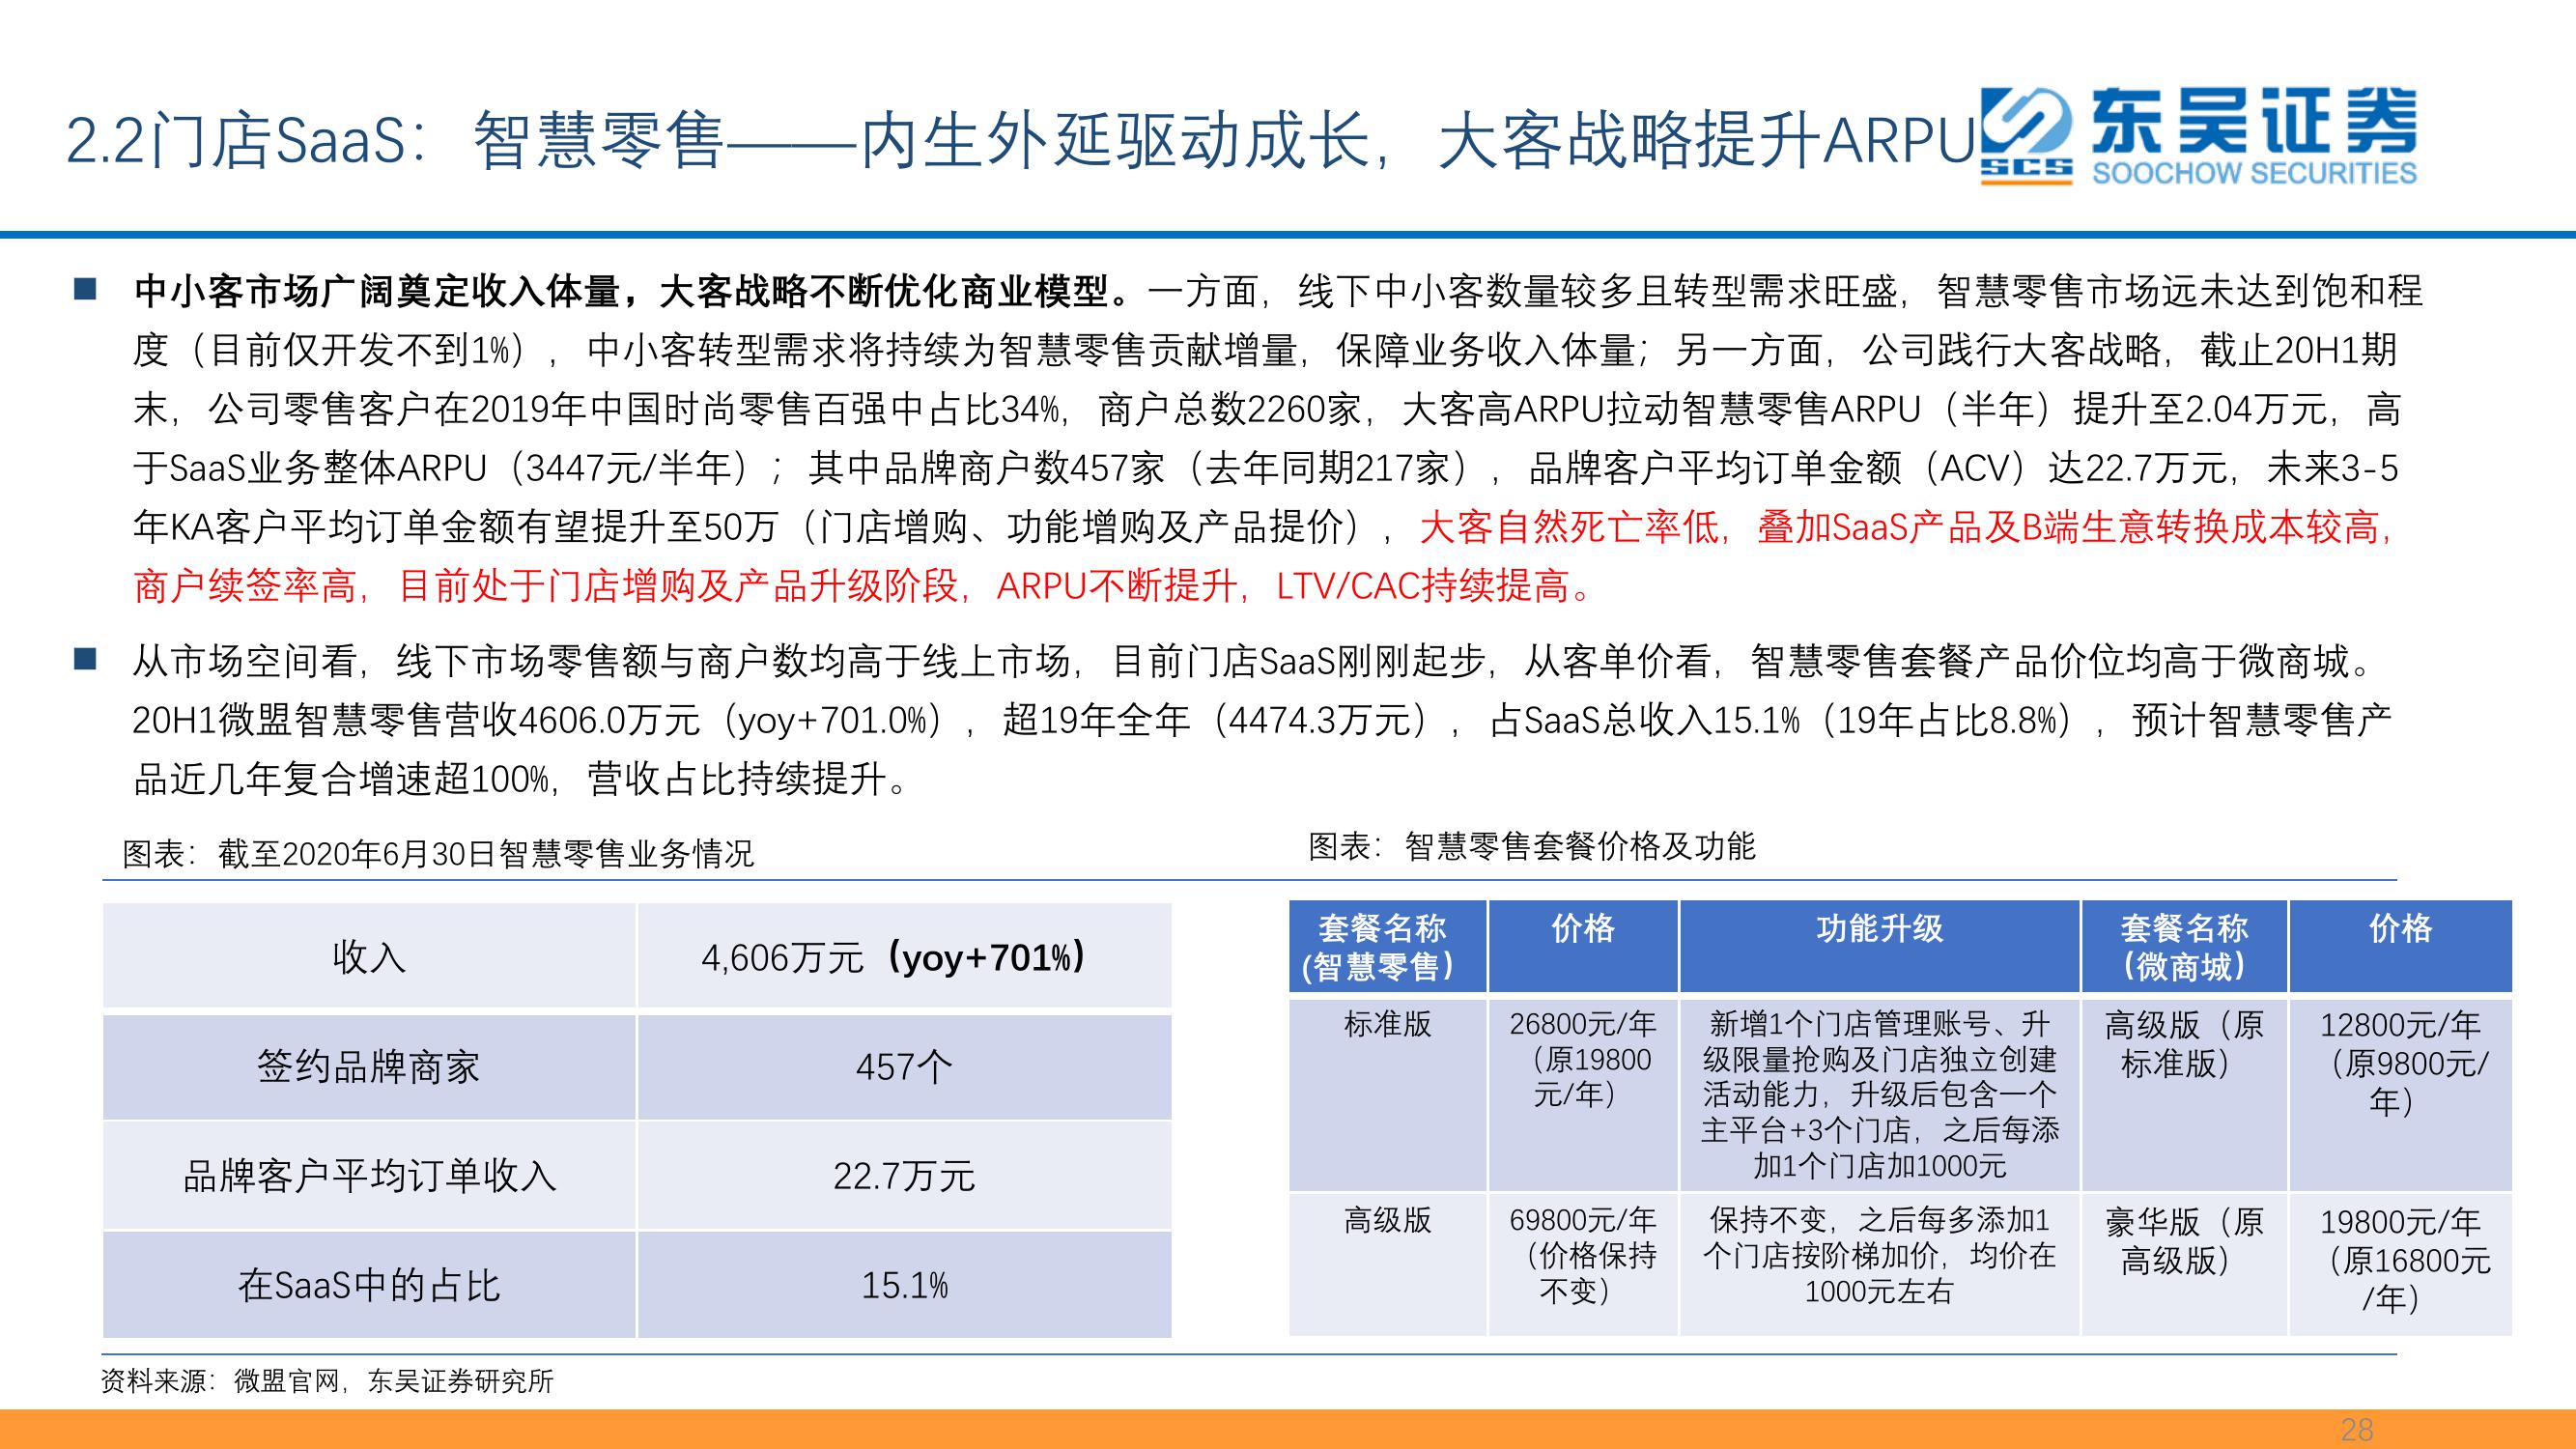 2.2门店SaaS：智慧零售——内生外延驱动成长，大客战略提升ARPU
SCS
东吴证券
SOOCHOW SECURITIES
■ 中小客市场广阔奠定收入体量，大客战略不断优化商业模型。一方面，线下中小客数量较多且转型需求旺盛，智慧零售市场远未达到饱和程
度（目前仅开发不到1%），中小客转型需求将持续为智慧零售贡献增量，保障业务收入体量；另一方面，公司践行大客战略，截止20H1期
末，公司零售客户在2019年中国时尚零售百强中占比34%，商户总数2260家，大客高ARPU拉动智慧零售ARPU（半年）提升至2.04万元，高
于SaaS业务整体ARPU（3447元/半年）；其中品牌商户数457家（去年同期217家），品牌客户平均订单金额（ACV）达22.7万元，未来3-5
年KA客户平均订单金额有望提升至50万（门店增购、功能增购及产品提价），大客自然死亡率低，叠加SaaS产品及B端生意转换成本较高，
商户续签率高，目前处于门店增购及产品升级阶段，ARPU不断提升，LTV/CAC持续提高。
■ 从市场空间看，线下市场零售额与商户数均高于线上市场，目前门店SaaS刚刚起步，从客单价看，智慧零售套餐产品价位均高于微商城。
20H1微盟智慧零售营收4606.0万元（yoy+701.0%），超19年全年（4474.3万元），占SaaS总收入15.1%（19年占比8.8%），预计智慧零售产
品近几年复合增速超100%，营收占比持续提升。
图表：截至2020年6月30日智慧零售业务情况
收入 4,606万元（yoy+701%）
签约品牌商家 457个
品牌客户平均订单收入 22.7万元
在SaaS中的占比 15.1%
图表：智慧零售套餐价格及功能
套餐名称
(智慧零售）
价格
功能升级
套餐名称
（微商城）
价格
标准版
26800元/年
（原19800
元/年）
新增1个门店管理账号、升
级限量抢购及门店独立创建
活动能力，升级后包含一个
主平台+3个门店，之后每添
加1个门店加1000元
高级版（原
标准版）
12800元/年
（原9800元/
年）
高级版
69800元/年
（价格保持
不变）
保持不变，之后每多添加1
个门店按阶梯加价，均价在
1000元左右
豪华版（原
高级版）
19800元/年
（原16800元
/年）
资料来源：微盟官网，东吴证券研究所
28